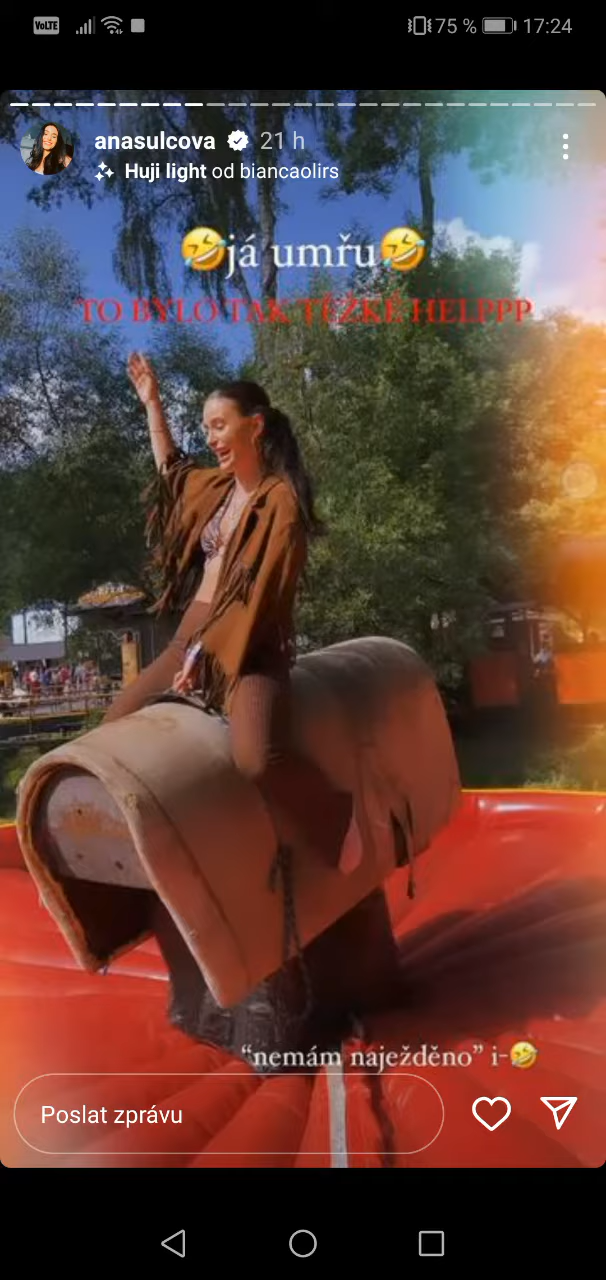 VoLTE 75 % 17:24
anasulcova 21 h
Huji light od biancaolirs
🤣já umřu🤣
TO BYLO TAK TĚŽKÉ HELPPP
“nemám naježděno” i-🤣
Poslat zprávu